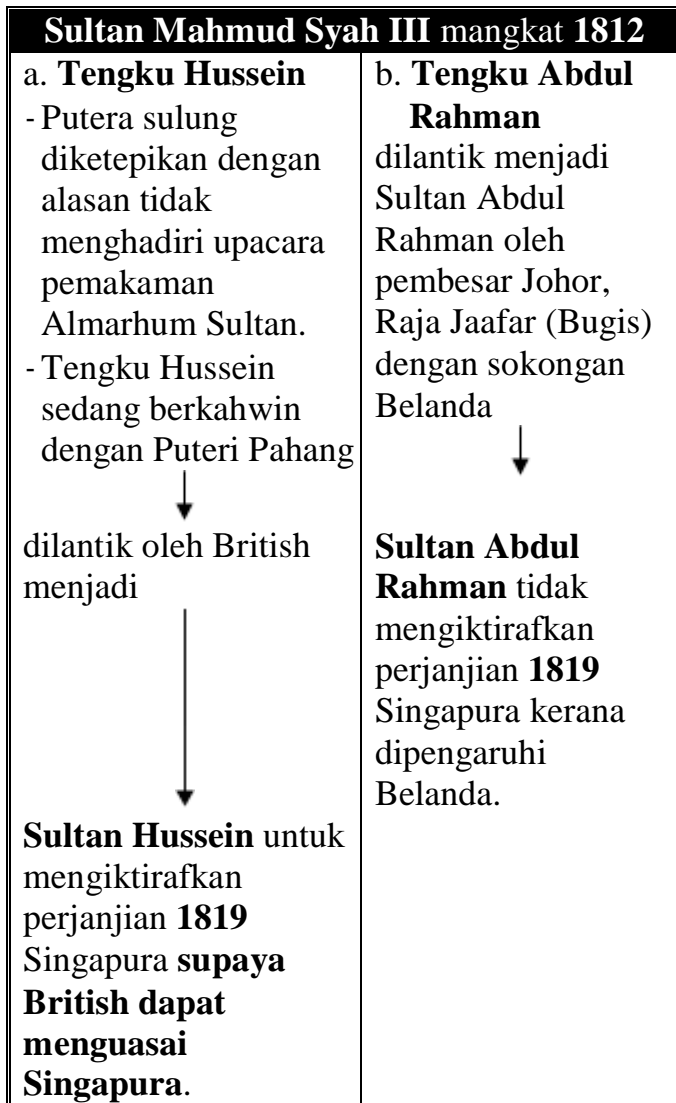 Sultan Mahmud Syah III mangkat 1812
a. Tengku Hussein
- Putera sulung
diketepikan dengan
alasan tidak
menghadiri upacara
pemakaman
Almarhum Sultan.
- Tengku Hussein
sedang berkahwin
dengan Puteri Pahang
dilantik oleh British
menjadi
Sultan Hussein untuk
mengiktirafkan
perjanjian 1819
Singapura supaya
British dapat
menguasai
Singapura.
b. Tengku Abdul
Rahman
dilantik menjadi
Sultan Abdul
Rahman oleh
pembesar Johor,
Raja Jaafar (Bugis)
dengan sokongan
Belanda
Sultan Abdul
Rahman tidak
mengiktirafkan
perjanjian 1819
Singapura kerana
dipengaruhi
Belanda.